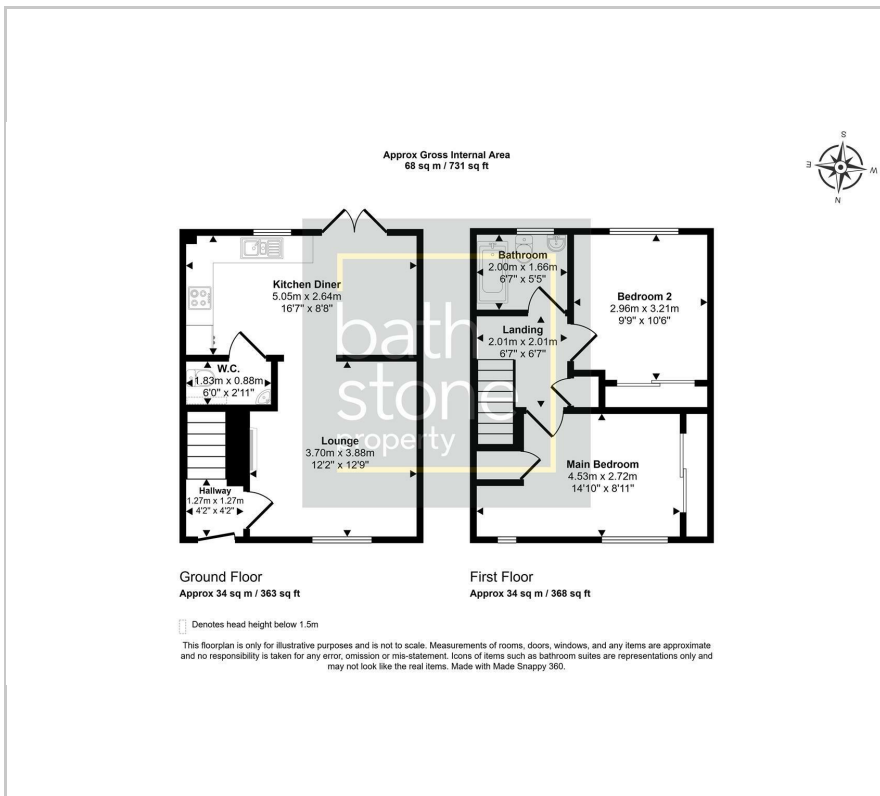 Approx Gross Internal Area
68 sq m / 731 sq ft
S
E
W
N
Kitchen Diner
5.05m x 2.64m
16'7" x 8'8"
W.C.
1.83m x 0.88m
6'0" x 2'11"
Lounge
3.70m x 3.88m
12'2" x 12'9"
Hallway
1.27m x 1.27m
4'2" x 4'2"
Bathroom
2.00m x 1.66m
6'7" x 5'5"
Bedroom 2
2.96m x 3.21m
9'9" x 10'6"
Landing
2.01m x 2.01m
6'7" x 6'7"
Main Bedroom
4.53m x 2.72m
14'10" x 8'11"
bath
stone
property
Ground Floor
Approx 34 sq m / 363 sq ft
First Floor
Approx 34 sq m / 368 sq ft
Denotes head height below 1.5m
This floorplan is only for illustrative purposes and is not to scale. Measurements of rooms, doors, windows, and any items are approximate
and no responsibility is taken for any error, omission or mis-statement. Icons of items such as bathroom suites are representations only and
may not look like the real items. Made with Made Snappy 360.